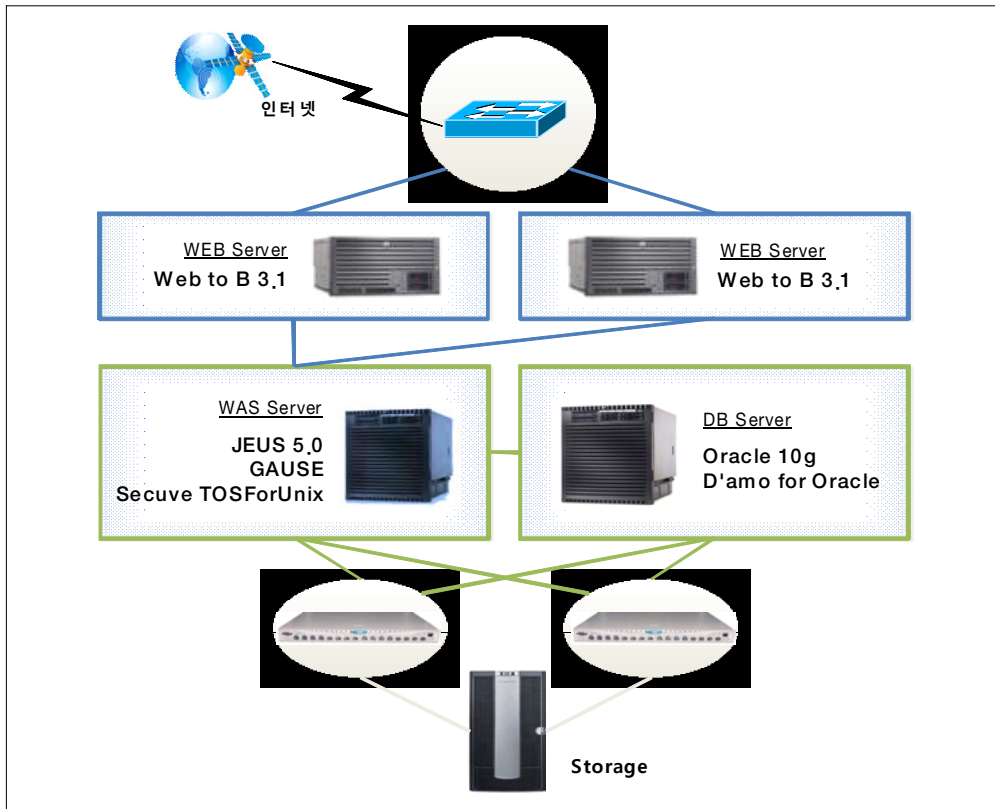 인터넷
WEB Server
Web to B 3.1
WEB Server
Web to B 3.1
WAS Server
JEUS 5.0
GAUSE
Secuve TOSForUnix
DB Server
Oracle 10g
D'amo for Oracle
Storage